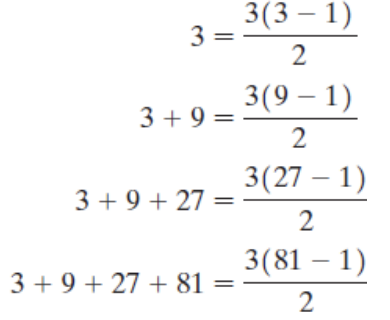 3 = 3(3 − 1)/2
3 + 9 = 3(9 − 1)/2
3 + 9 + 27 = 3(27 − 1)/2
3 + 9 + 27 + 81 = 3(81 − 1)/2